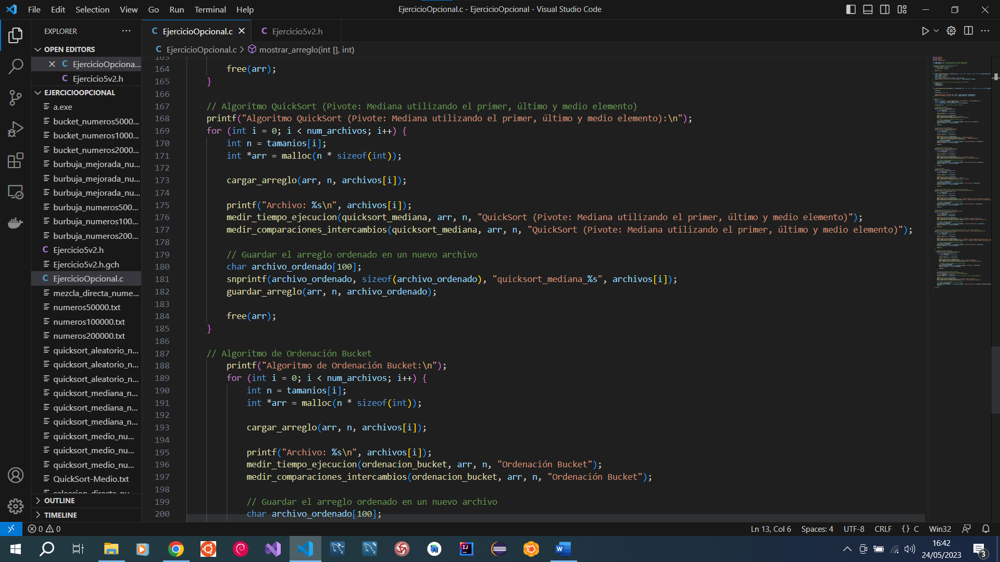 File Edit Selection View Go Run Terminal Help
EjercicioOpcional.c - EjercicioOpcional - Visual Studio Code
EXPLORER
OPEN EDITORS
EjercicioOpciona...
Ejercicio5v2.h
EJERCICIOOPCIONAL
a.exe
bucket_numeros5000...
bucket_numeros1000...
bucket_numeros2000...
burbuja_mejorada_nu...
burbuja_mejorada_nu...
burbuja_mejorada_nu...
burbuja_numeros500...
burbuja_numeros100...
burbuja_numeros200...
Ejercicio5v2.h
Ejercicio5v2.h.gch
EjercicioOpcional.c
mezcla_directa_nume...
numeros50000.txt
numeros100000.txt
numeros200000.txt
quicksort_aleatorio_n...
quicksort_aleatorio_n...
quicksort_aleatorio_n...
quicksort_mediana_n...
quicksort_mediana_n...
quicksort_mediana_n...
quicksort_medio_nu...
quicksort_medio_nu...
quicksort_medio_nu...
QuickSort-Medio.txt
seleccion_directa_nu...
OUTLINE
TIMELINE
EjercicioOpcional.c
Ejercicio5v2.h
EjercicioOpcional.c > mostrar_arreglo(int [], int)
163
164 free(arr);
165 }
166
167 // Algoritmo QuickSort (Pivote: Mediana utilizando el primer, último y medio elemento)
168 printf("Algoritmo QuickSort (Pivote: Mediana utilizando el primer, último y medio elemento):\n");
169 for (int i = 0; i < num_archivos; i++) {
170 int n = tamanios[i];
171 int *arr = malloc(n * sizeof(int));
172
173 cargar_arreglo(arr, n, archivos[i]);
174
175 printf("Archivo: %s\n", archivos[i]);
176 medir_tiempo_ejecucion(quicksort_mediana, arr, n, "QuickSort (Pivote: Mediana utilizando el primer, último y medio elemento)");
177 medir_comparaciones_intercambios(quicksort_mediana, arr, n, "QuickSort (Pivote: Mediana utilizando el primer, último y medio elemento)");
178
179 // Guardar el arreglo ordenado en un nuevo archivo
180 char archivo_ordenado[100];
181 snprintf(archivo_ordenado, sizeof(archivo_ordenado), "quicksort_mediana_%s", archivos[i]);
182 guardar_arreglo(arr, n, archivo_ordenado);
183
184 free(arr);
185 }
186
187 // Algoritmo de Ordenación Bucket
188 printf("Algoritmo de Ordenación Bucket:\n");
189 for (int i = 0; i < num_archivos; i++) {
190 int n = tamanios[i];
191 int *arr = malloc(n * sizeof(int));
192
193 cargar_arreglo(arr, n, archivos[i]);
194
195 printf("Archivo: %s\n", archivos[i]);
196 medir_tiempo_ejecucion(ordenacion_bucket, arr, n, "Ordenación Bucket");
197 medir_comparaciones_intercambios(ordenacion_bucket, arr, n, "Ordenación Bucket");
198
199 // Guardar el arreglo ordenado en un nuevo archivo
200 char archivo_ordenado[100];
0 0
Ln 13, Col 6 Spaces: 4 UTF-8 CRLF {} C Win32
16:42
24/05/2023
3